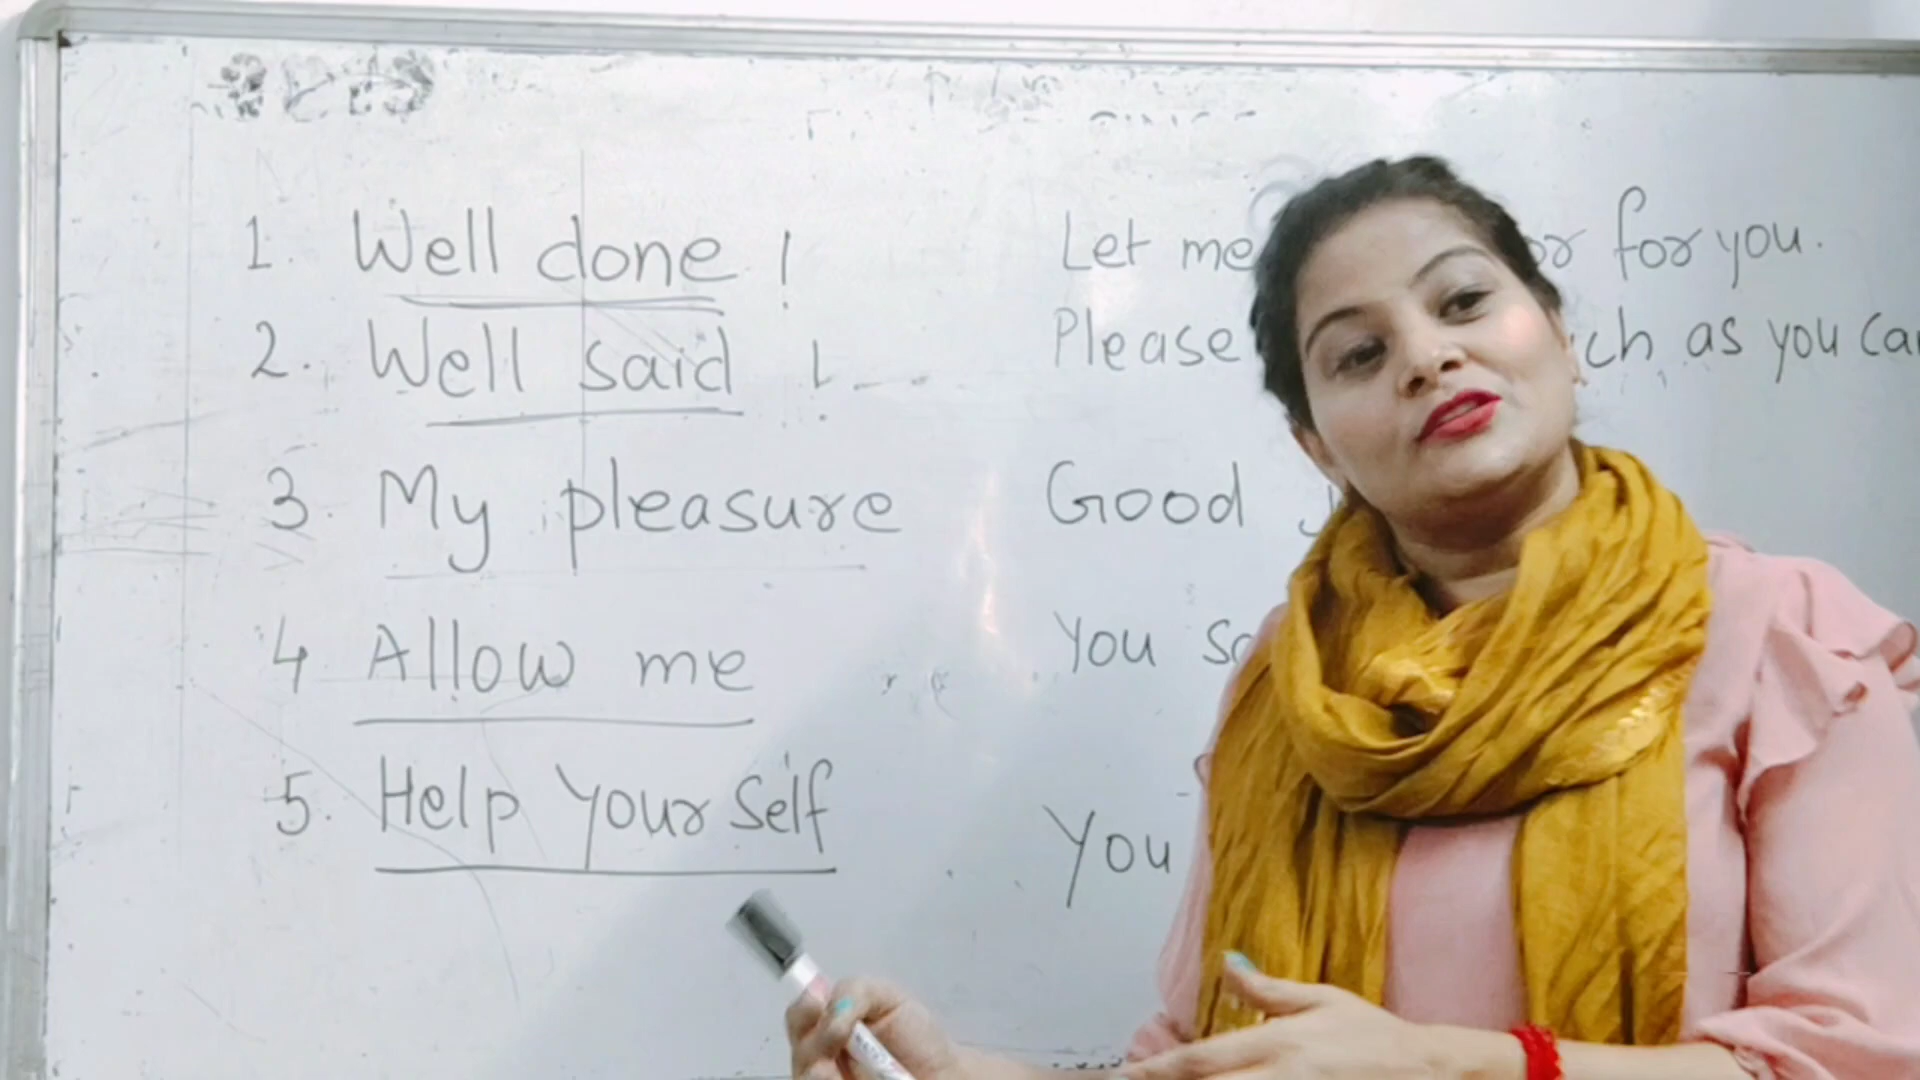 1. Well done !
2. Well said !
3. My pleasure
4 Allow me
5. Help Your Self
Let me for you.
Please as you
Good
You
You